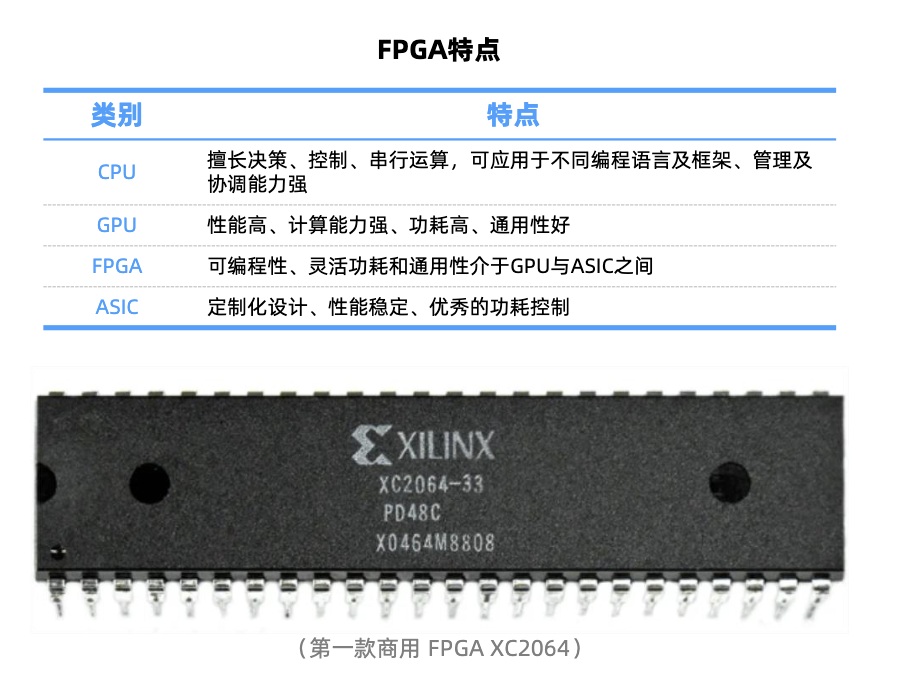 FPGA特点
类别 特点
CPU 擅长决策、控制、串行运算，可应用于不同编程语言及框架、管理及
协调能力强
GPU 性能高、计算能力强、功耗高、通用性好
FPGA 可编程性、灵活功耗和通用性介于GPU与ASIC之间
ASIC 定制化设计、性能稳定、优秀的功耗控制
XILINX
XC2064-33
PD48C
X0464M8808
（第一款商用 FPGA XC2064）